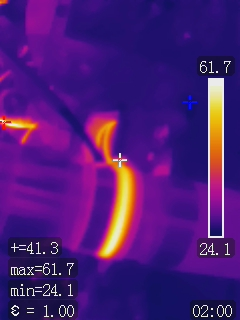 61.7
24.1
+=41.3
max=61.7
min=24.1
ε = 1.00
02:00